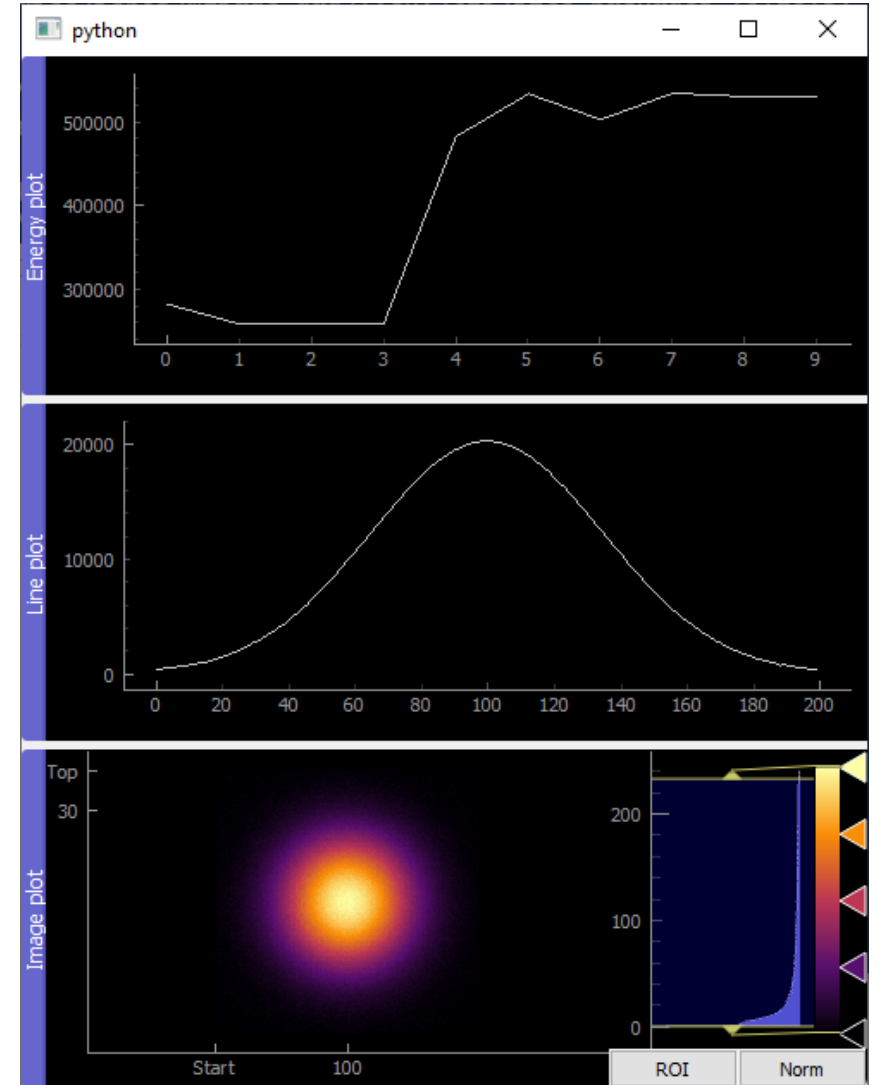 python
Energy plot
500000
400000
300000
0 1 2 3 4 5 6 7 8 9
Line plot
20000
10000
0
0 20 40 60 80 100 120 140 160 180 200
Image plot
Top
30
Start 100
200
100
0
ROI Norm